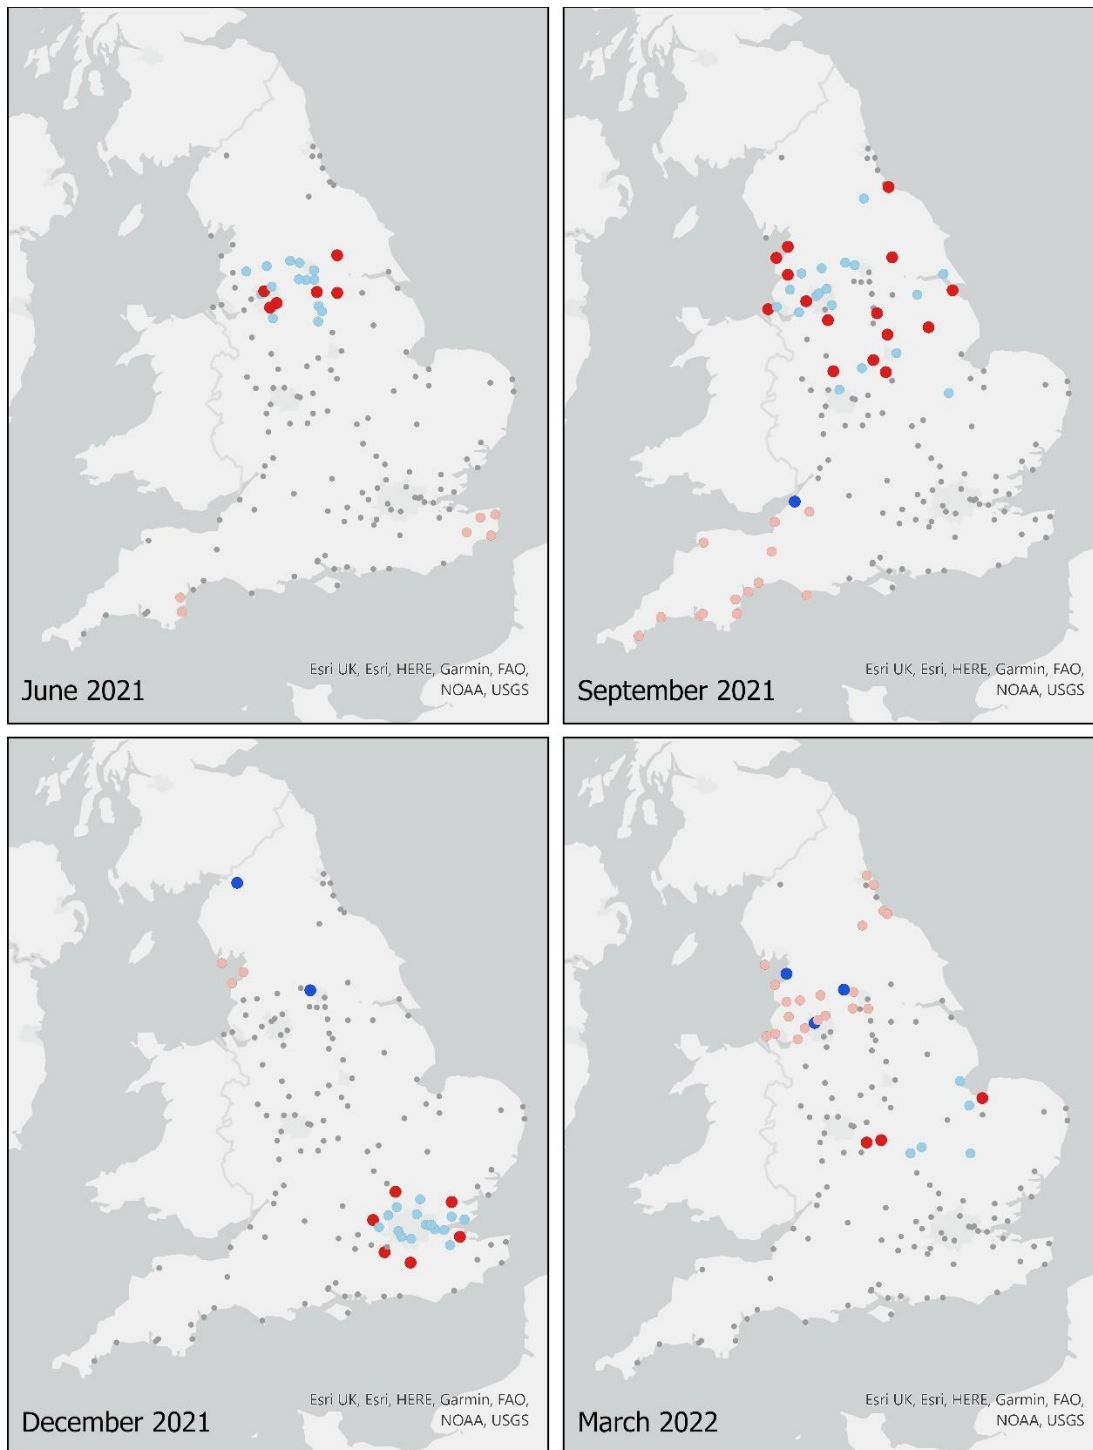 Esri UK, Esri, HERE, Garmin, FAO,
NOAA, USGS
June 2021
Esri UK, Esri, HERE, Garmin, FAO,
NOAA, USGS
September 2021
Esri UK, Esri, HERE, Garmin, FAO,
NOAA, USGS
December 2021
Esri UK, Esri, HERE, Garmin, FAO,
NOAA, USGS
March 2022